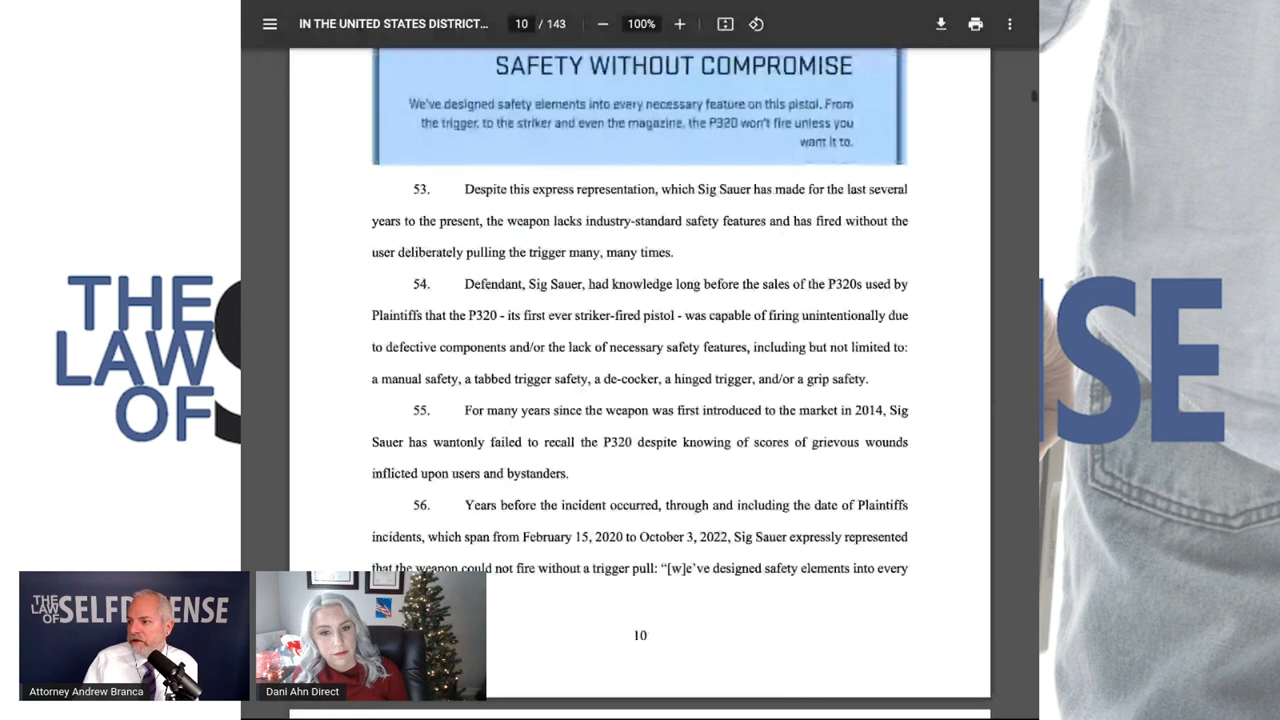 IN THE UNITED STATES DISTRICT...
10 / 143
100%
SAFETY WITHOUT COMPROMISE
We've designed safety elements into every necessary feature on this pistol. From
the trigger, to the striker and even the magazine, the P320 won't fire unless you
want it to.
53. Despite this express representation, which Sig Sauer has made for the last several
years to the present, the weapon lacks industry-standard safety features and has fired without the
user deliberately pulling the trigger many, many times.
54. Defendant, Sig Sauer, had knowledge long before the sales of the P320s used by
Plaintiffs that the P320 - its first ever striker-fired pistol - was capable of firing unintentionally due
to defective components and/or the lack of necessary safety features, including but not limited to:
a manual safety, a tabbed trigger safety, a de-cocker, a hinged trigger, and/or a grip safety.
55. For many years since the weapon was first introduced to the market in 2014, Sig
Sauer has wantonly failed to recall the P320 despite knowing of scores of grievous wounds
inflicted upon users and bystanders.
56. Years before the incident occurred, through and including the date of Plaintiffs
incidents, which span from February 15, 2020 to October 3, 2022, Sig Sauer expressly represented
that the weapon could not fire without a trigger pull: “[w]e’ve designed safety elements into every
10
THE
LAW
OF
S
SE
THE
LAW
OF
SELF DEFENSE
Attorney Andrew Branca
Dani Ahn Direct